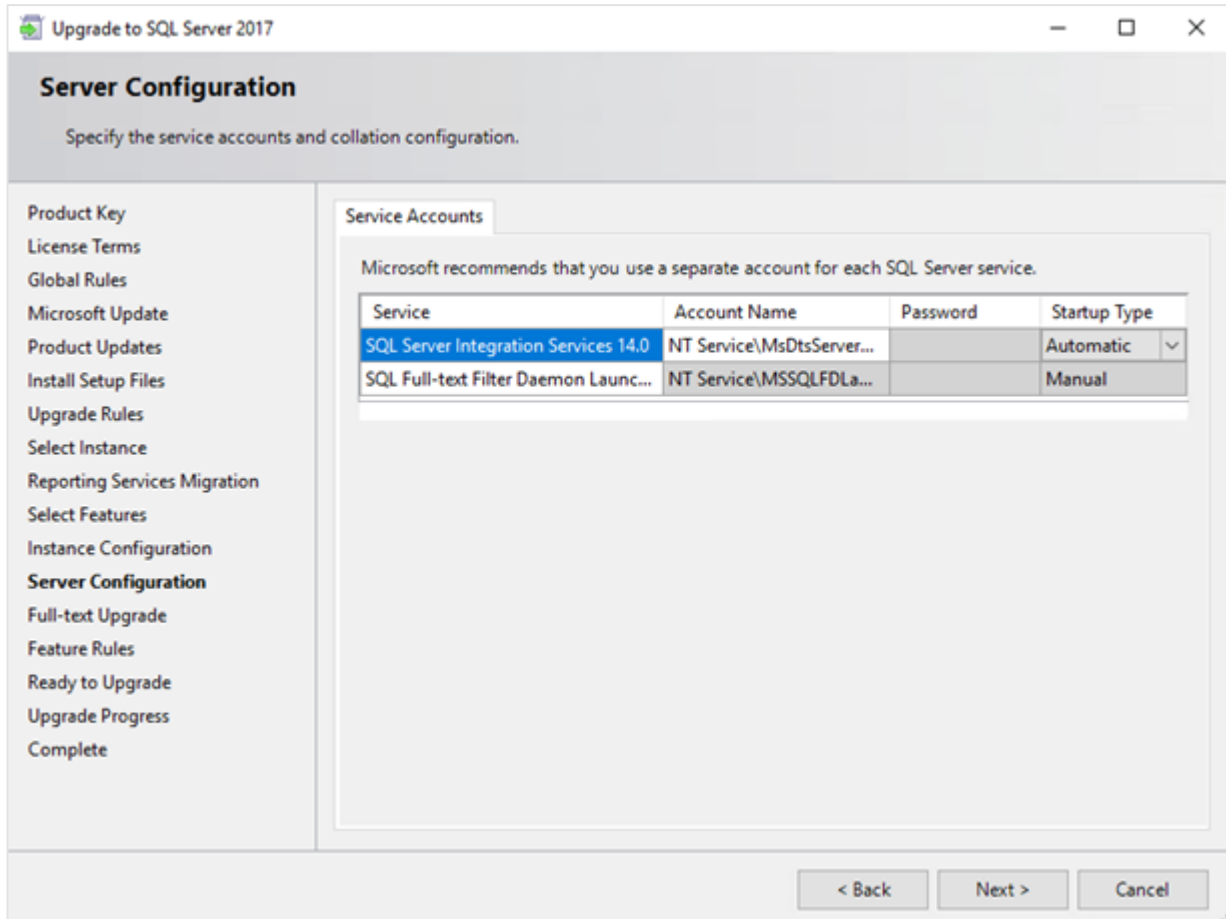 Upgrade to SQL Server 2017
Server Configuration
Specify the service accounts and collation configuration.
Product Key
License Terms
Global Rules
Microsoft Update
Product Updates
Install Setup Files
Upgrade Rules
Select Instance
Reporting Services Migration
Select Features
Instance Configuration
Server Configuration
Full-text Upgrade
Feature Rules
Ready to Upgrade
Upgrade Progress
Complete
Service Accounts
Microsoft recommends that you use a separate account for each SQL Server service.
Service Account Name Password Startup Type
SQL Server Integration Services 14.0 NT Service\MsDtsServer... Automatic
SQL Full-text Filter Daemon Launc... NT Service\MSSQLFDLa... Manual
< Back Next > Cancel